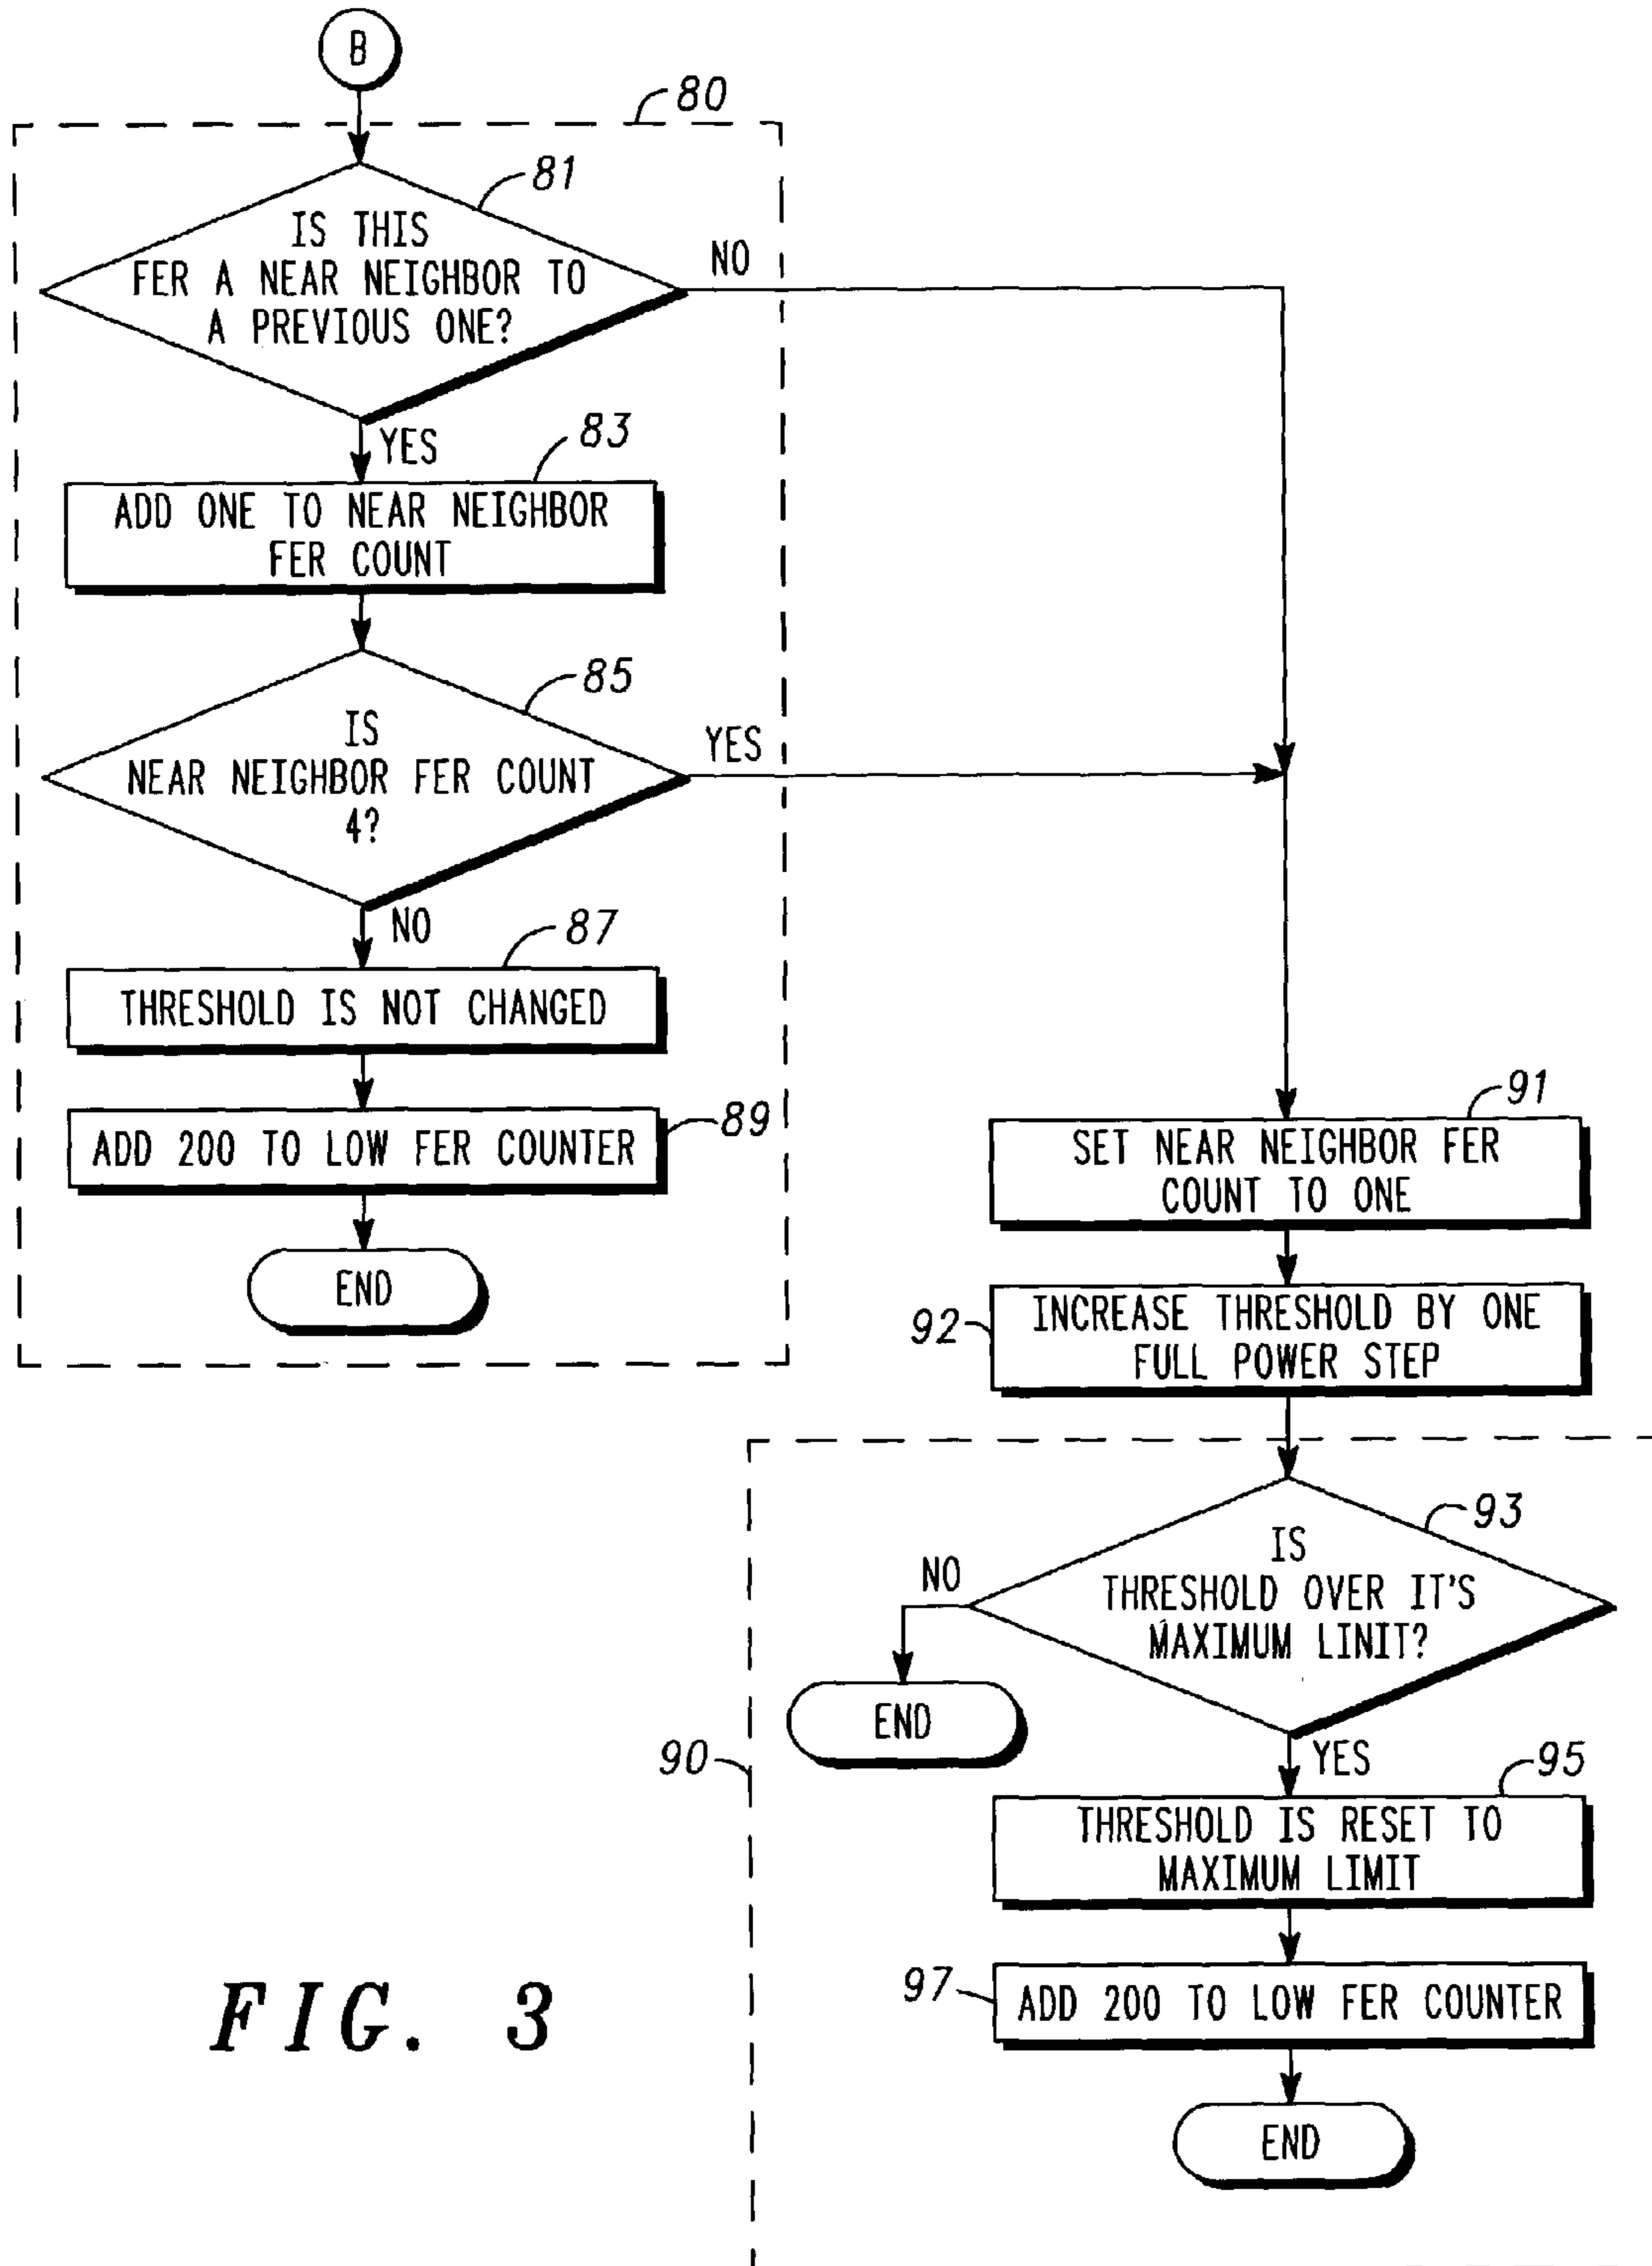 B
80
81
IS THIS
FER A NEAR NEIGHBOR TO
A PREVIOUS ONE?
NO
YES
83
ADD ONE TO NEAR NEIGHBOR
FER COUNT
85
IS
NEAR NEIGHBOR FER COUNT
4?
YES
NO
87
THRESHOLD IS NOT CHANGED
ADD 200 TO LOW FER COUNTER
89
END
91
SET NEAR NEIGHBOR FER
COUNT TO ONE
92
INCREASE THRESHOLD BY ONE
FULL POWER STEP
93
IS
THRESHOLD OVER IT'S
MAXIMUM LINIT?
NO
END
90
YES
95
THRESHOLD IS RESET TO
MAXIMUM LIMIT
97
ADD 200 TO LOW FER COUNTER
END
FIG. 3